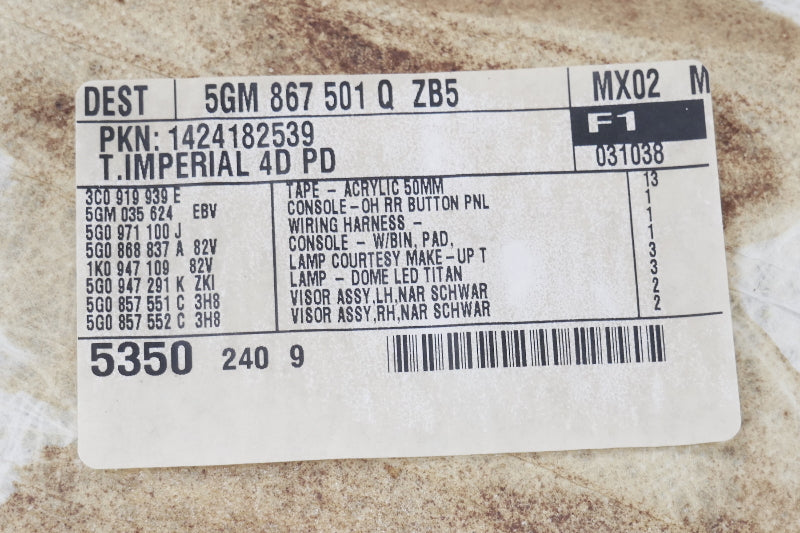 DEST 5GM 867 501 Q ZB5 MX02 M
PKN: 1424182539 F1
T.IMPERIAL 4D PD 031038
3C0 919 939 E TAPE - ACRYLIC 50MM 13
5GM 035 624 EBV CONSOLE-OH RR BUTTON PNL 1
5G0 971 100 J WIRING HARNESS - 1
5G0 868 837 A 82V CONSOLE - W/BIN, PAD, 1
1K0 947 109 82V LAMP COURTESY MAKE-UP T 3
5G0 947 291 K ZKI LAMP - DOME LED TITAN 3
5G0 857 551 C 3H8 VISOR ASSY,LH,NAR SCHWAR 2
5G0 857 552 C 3H8 VISOR ASSY,RH,NAR SCHWAR 2
5350 240 9